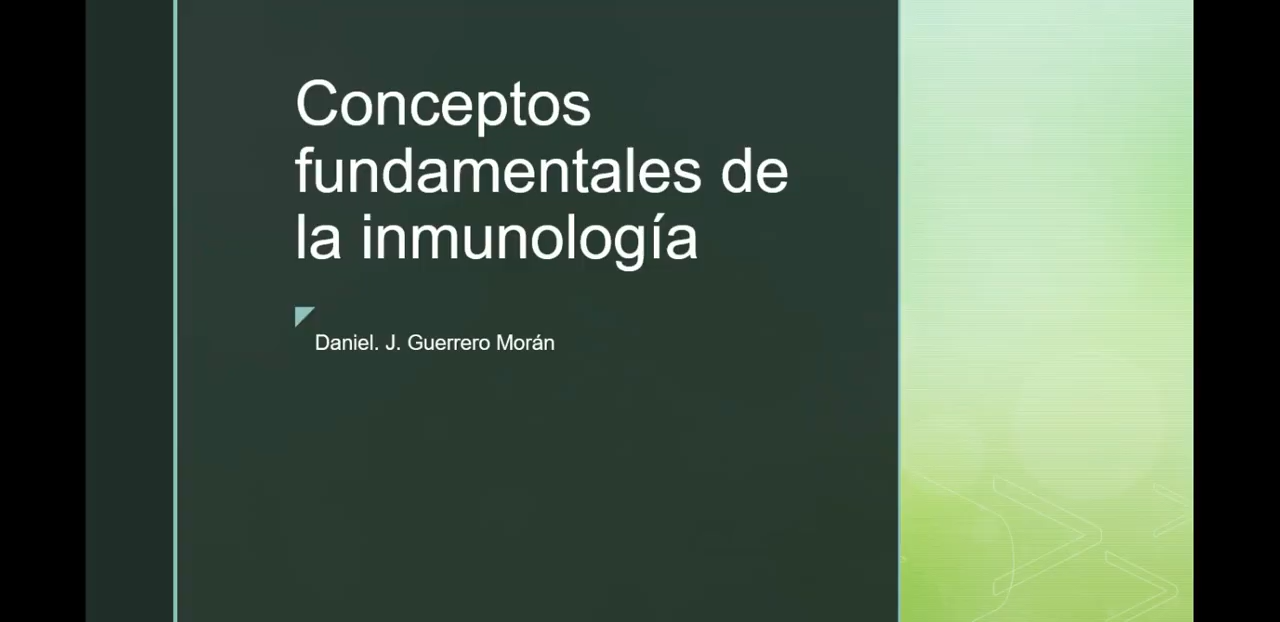 Conceptos
fundamentales de
la inmunología
Daniel. J. Guerrero Morán